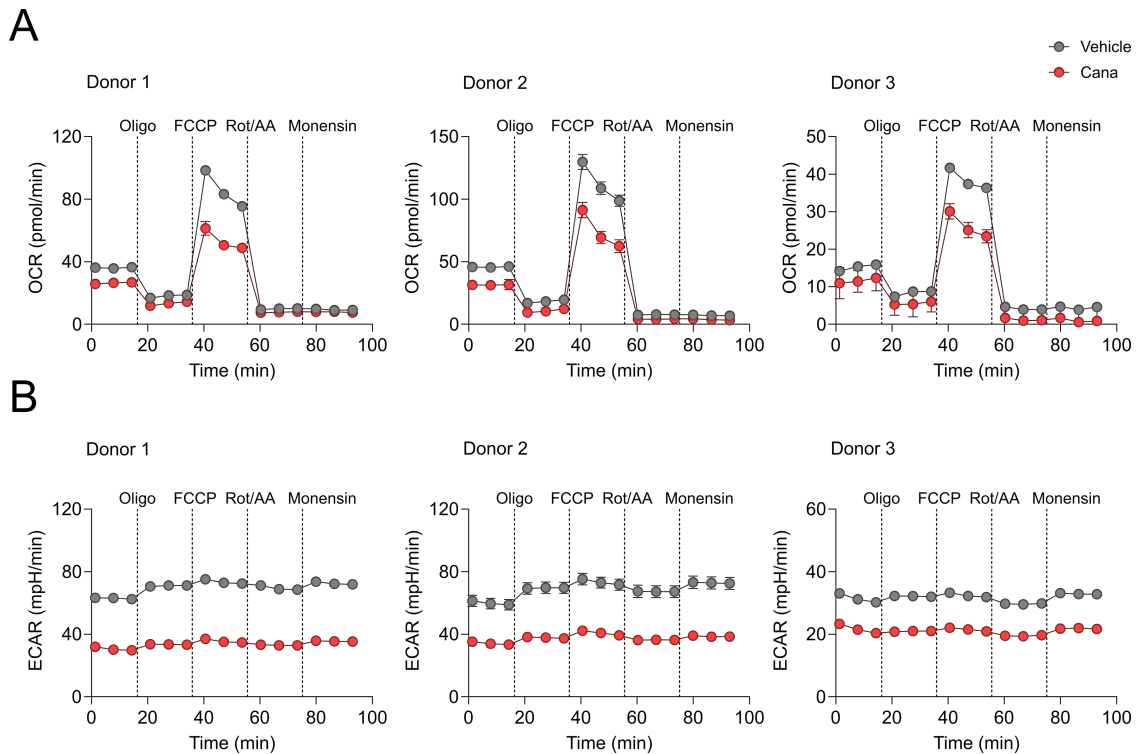 A
Vehicle
Cana
Donor 1
Donor 2
Donor 3
Oligo FCCP Rot/AA Monensin
120
80
40
0
OCR (pmol/min)
0 20 40 60 80 100
Time (min)
Oligo FCCP Rot/AA Monensin
150
100
50
0
OCR (pmol/min)
0 20 40 60 80 100
Time (min)
Oligo FCCP Rot/AA Monensin
50
40
30
20
10
0
OCR (pmol/min)
0 20 40 60 80 100
Time (min)
B
Donor 1
Donor 2
Donor 3
Oligo FCCP Rot/AA Monensin
120
80
40
0
ECAR (mpH/min)
0 20 40 60 80 100
Time (min)
Oligo FCCP Rot/AA Monensin
120
80
40
0
ECAR (mpH/min)
0 20 40 60 80 100
Time (min)
Oligo FCCP Rot/AA Monensin
60
40
20
0
ECAR (mpH/min)
0 20 40 60 80 100
Time (min)